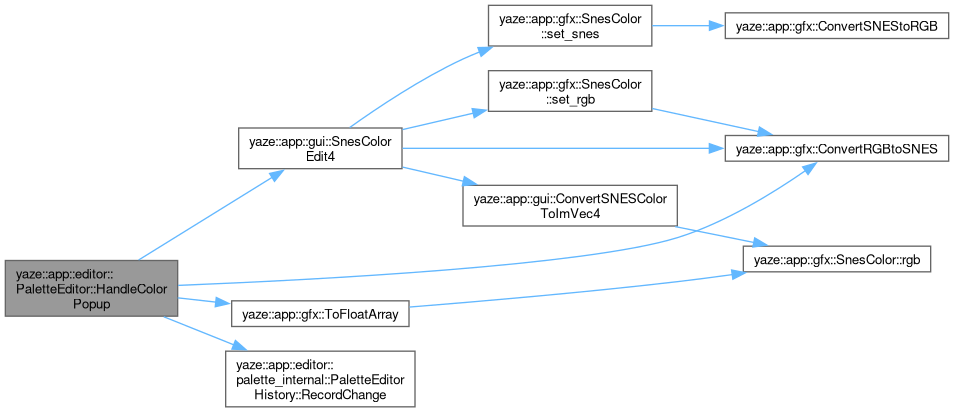 yaze::app::editor::
PaletteEditor::HandleColor
Popup
yaze::app::gui::SnesColor
Edit4
yaze::app::gfx::SnesColor
::set_snes
yaze::app::gfx::ConvertSNEStoRGB
yaze::app::gfx::SnesColor
::set_rgb
yaze::app::gfx::ConvertRGBtoSNES
yaze::app::gui::ConvertSNESColor
ToImVec4
yaze::app::gfx::SnesColor::rgb
yaze::app::gfx::ToFloatArray
yaze::app::editor::
palette_internal::PaletteEditor
History::RecordChange